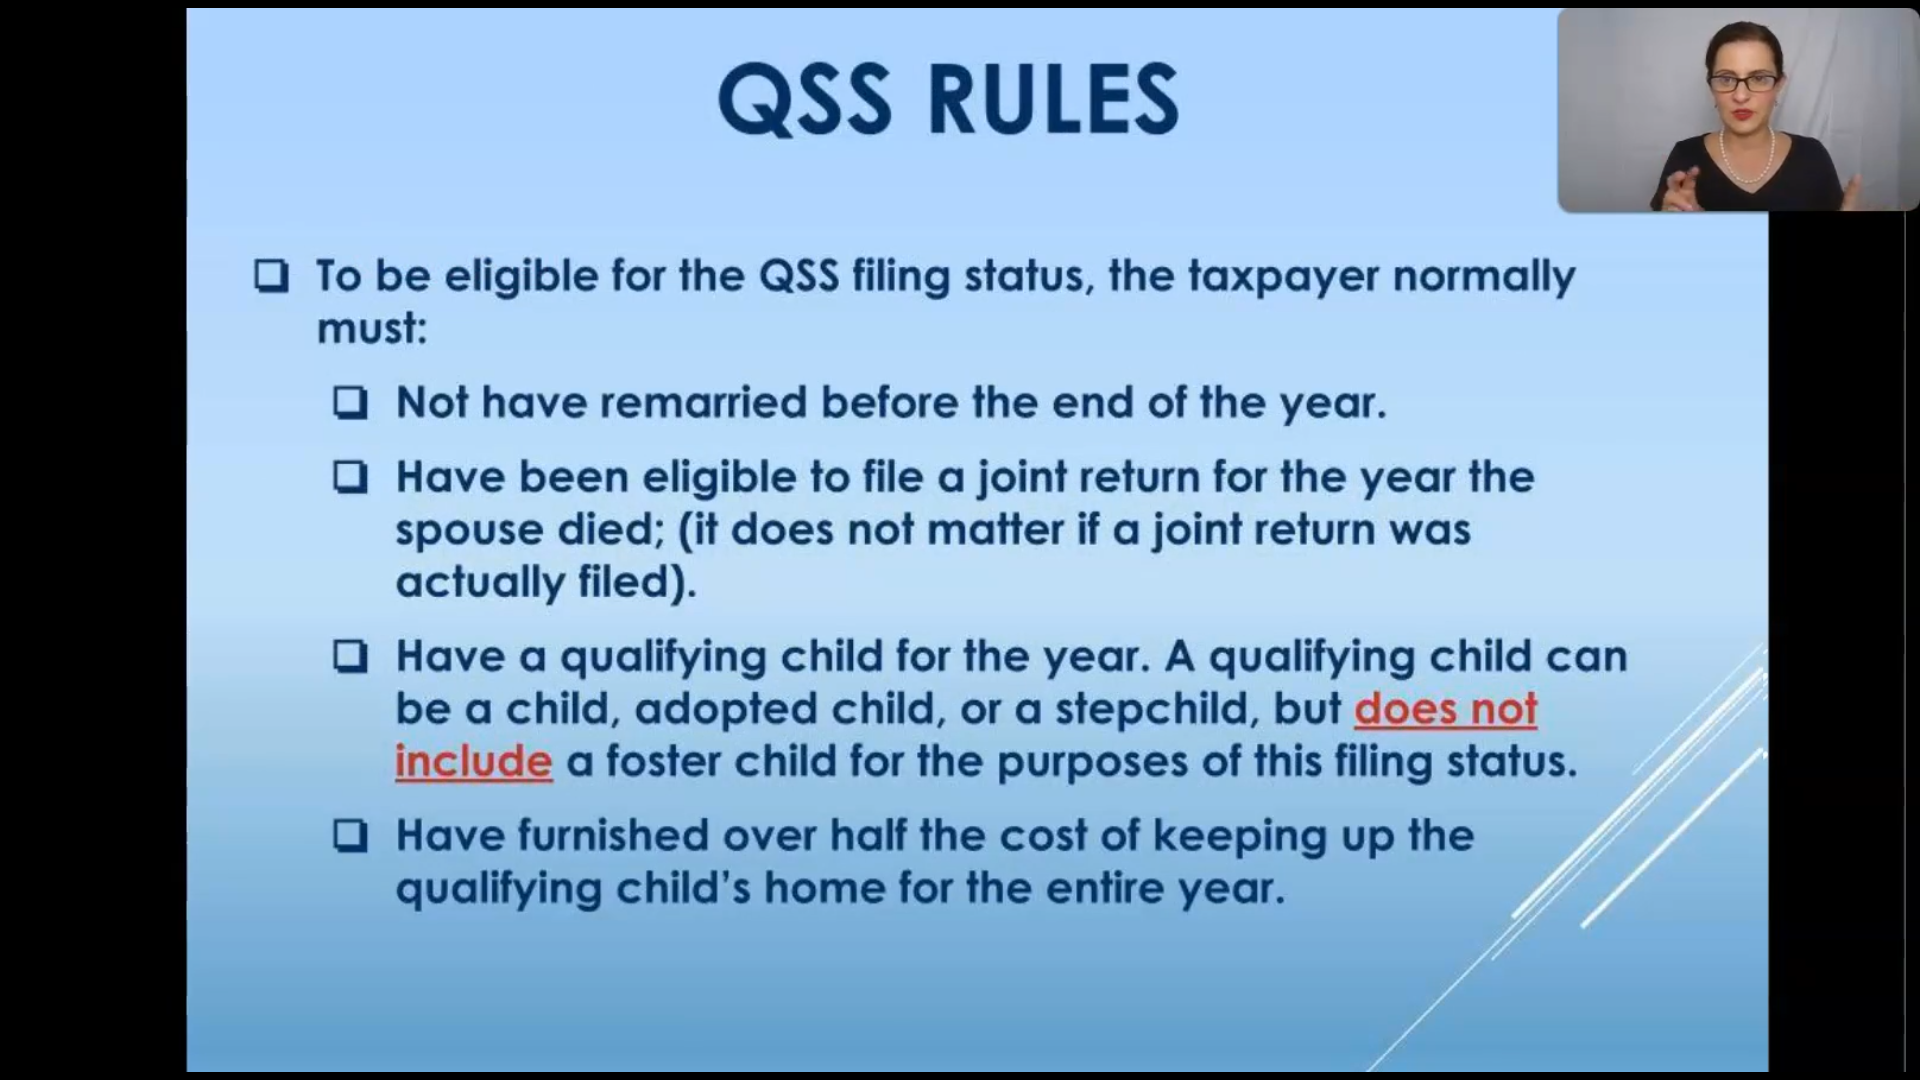 QSS RULES
To be eligible for the QSS filing status, the taxpayer normally
must:
Not have remarried before the end of the year.
Have been eligible to file a joint return for the year the
spouse died; (it does not matter if a joint return was
actually filed).
Have a qualifying child for the year. A qualifying child can
be a child, adopted child, or a stepchild, but does not
include a foster child for the purposes of this filing status.
Have furnished over half the cost of keeping up the
qualifying child’s home for the entire year.